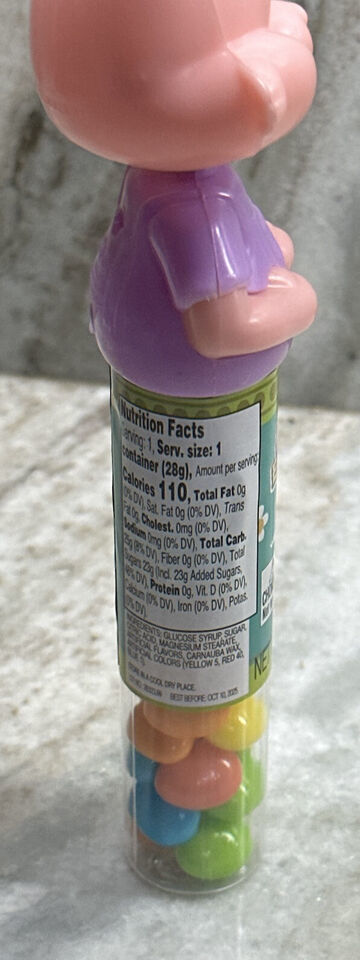 Nutrition Facts
Serving: 1, Serv. size: 1
container (28g), Amount per serving:
Calories 110, Total Fat 0g
(0% DV), Sat. Fat 0g (0% DV), Trans
Fat 0g, Cholest. 0mg (0% DV),
Sodium 0mg (0% DV), Total Carb.
(8% DV), Fiber 0g (0% DV), Total
Sugars 23g (Incl. 23g Added Sugars,
DV), Protein 0g, Vit. D (0% DV),
Calcium (0% DV), Iron (0% DV), Potas.
(0% DV)
INGREDIENTS: GLUCOSE SYRUP, SUGAR,
ACID, MAGNESIUM STEARATE,
FLAVORS, CARNAUBA WAX,
COLORS (YELLOW 5, RED 40,
STORE IN A COOL DRY PLACE.
BEST BEFORE: OCT 10, 2025
NE